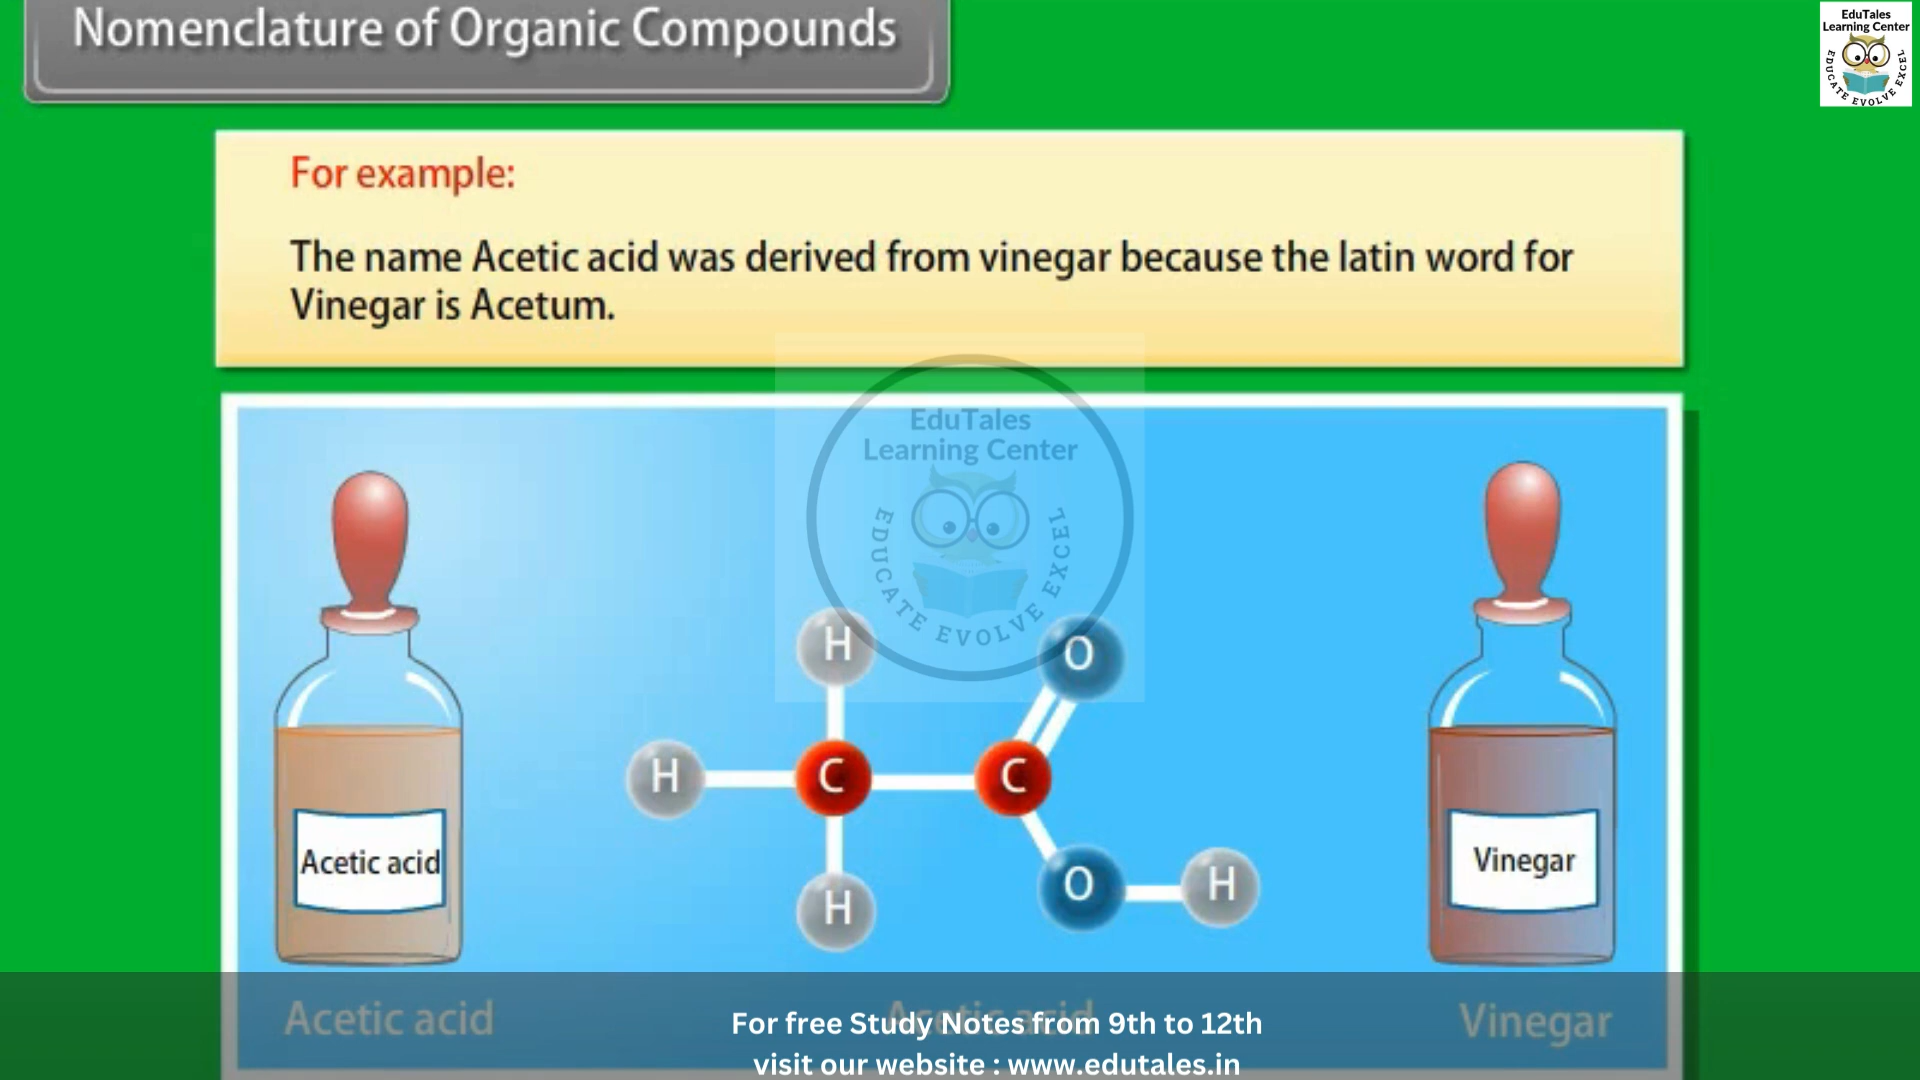 Nomenclature of Organic Compounds
EduTales
Learning Center
EDUCATE EVOLVE EXCEL
For example:
The name Acetic acid was derived from vinegar because the latin word for
Vinegar is Acetum.
EduTales
Learning Center
EDUCATE EVOLVE EXCEL
H
O
H
C
C
H
O
H
Acetic acid
Vinegar
Acetic acid
Acetic acid
Vinegar
For free Study Notes from 9th to 12th
visit our website : www.edutales.in